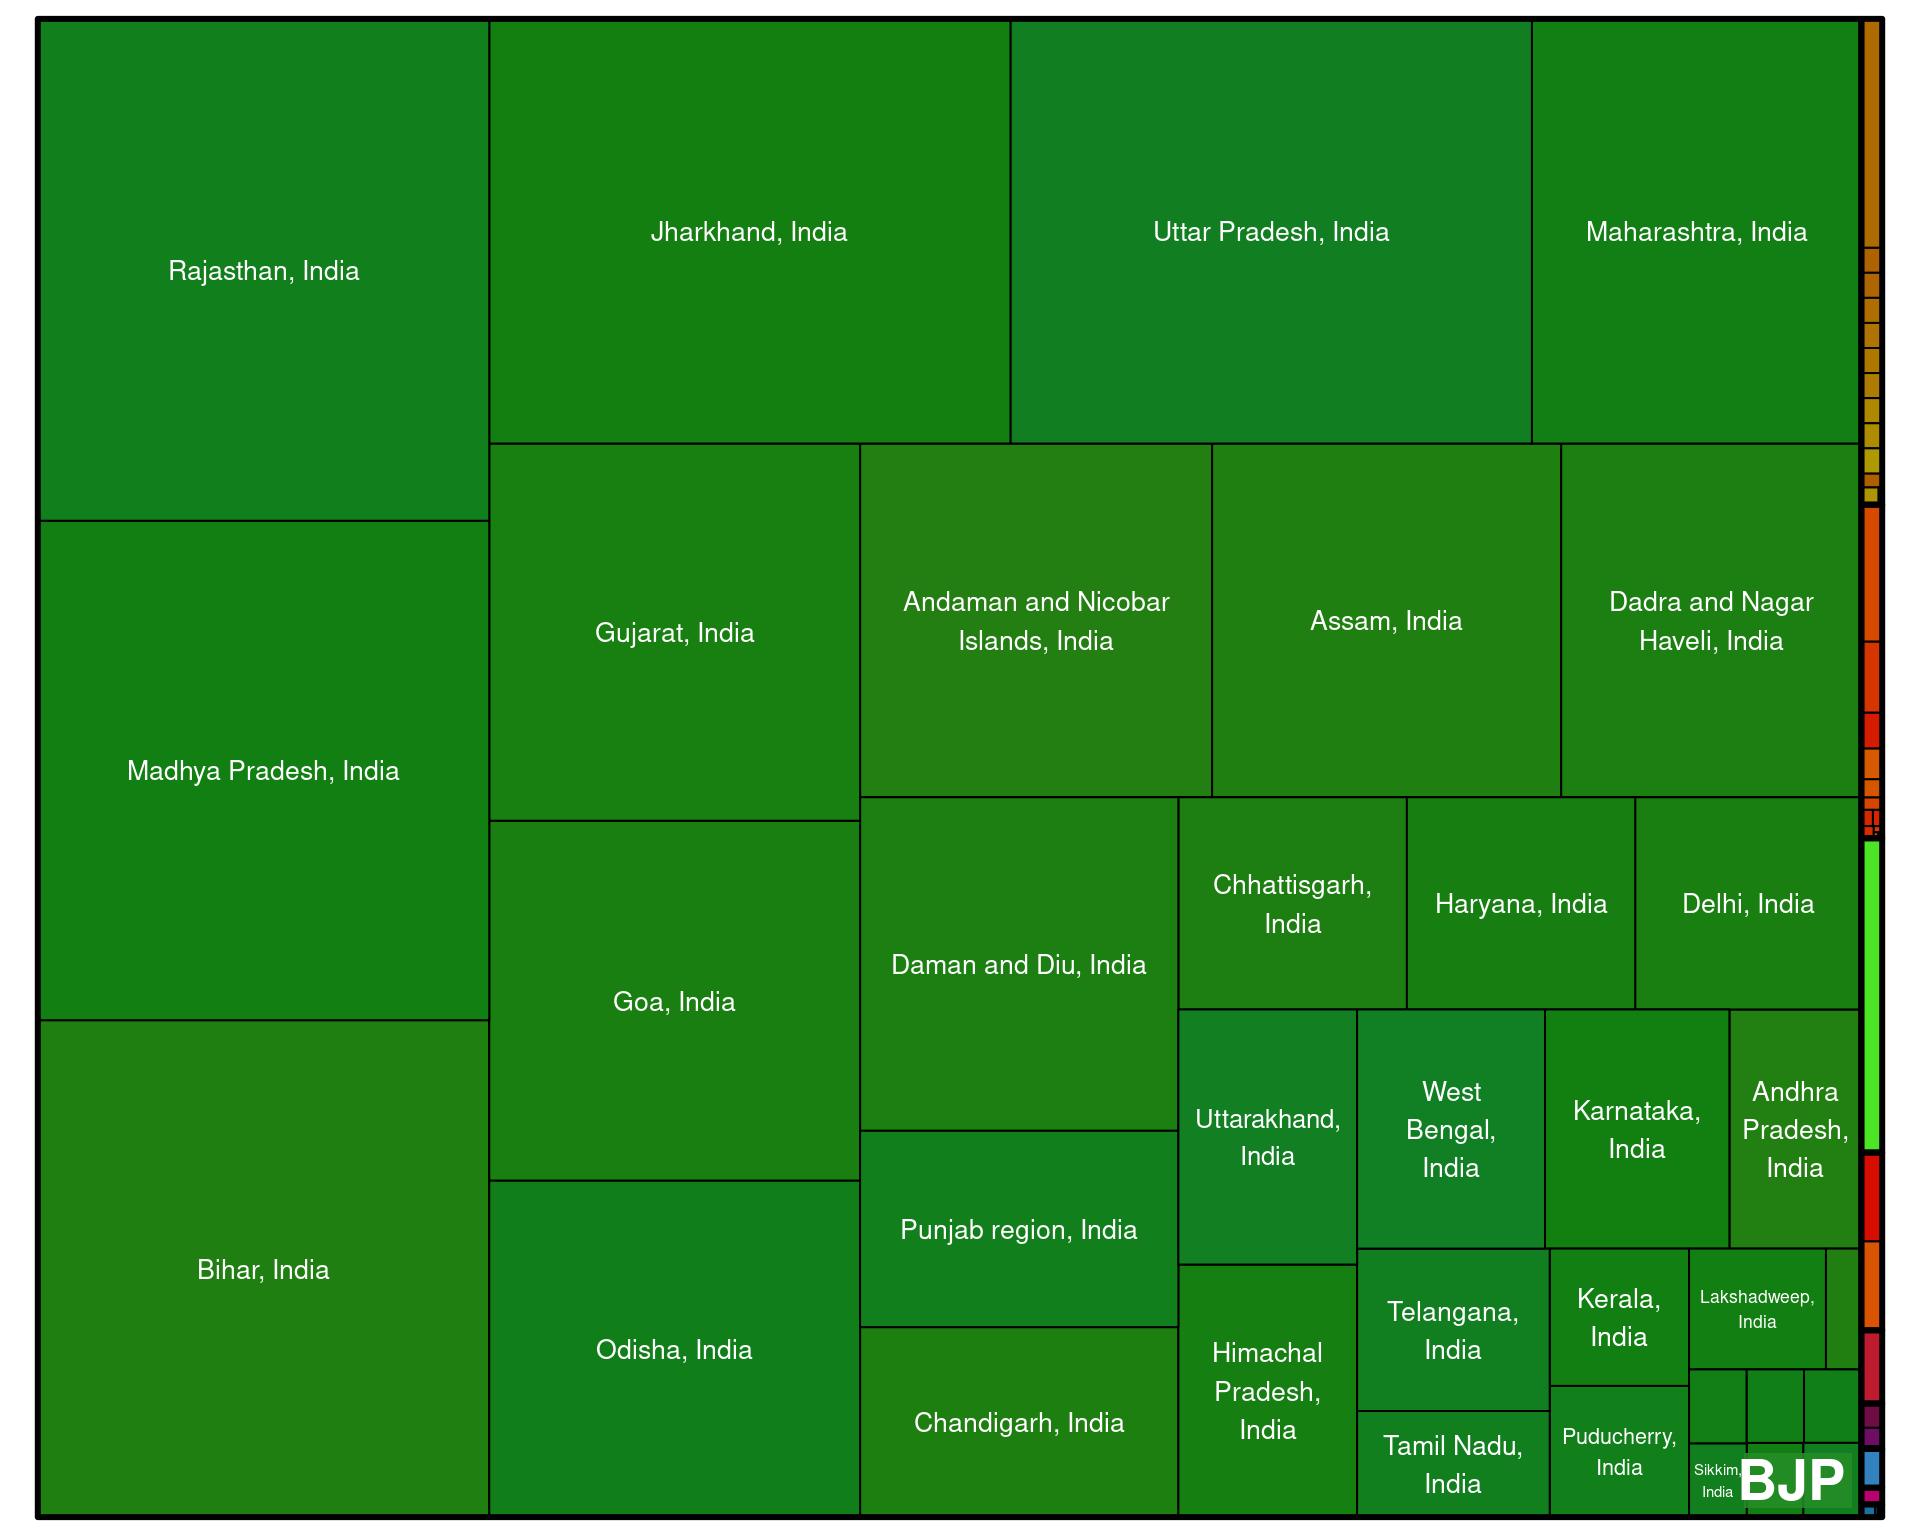 Rajasthan, India
Jharkhand, India
Uttar Pradesh, India
Maharashtra, India
Madhya Pradesh, India
Gujarat, India
Andaman and Nicobar
Islands, India
Assam, India
Dadra and Nagar
Haveli, India
Bihar, India
Goa, India
Odisha, India
Daman and Diu, India
Chhattisgarh,
India
Haryana, India
Delhi, India
Punjab region, India
Chandigarh, India
Uttarakhand,
India
West
Bengal,
India
Karnataka,
India
Andhra
Pradesh,
India
Himachal
Pradesh,
India
Telangana,
India
Kerala,
India
Lakshadweep,
India
Tamil Nadu,
India
Puducherry,
India
Sikkim,
India
BJP